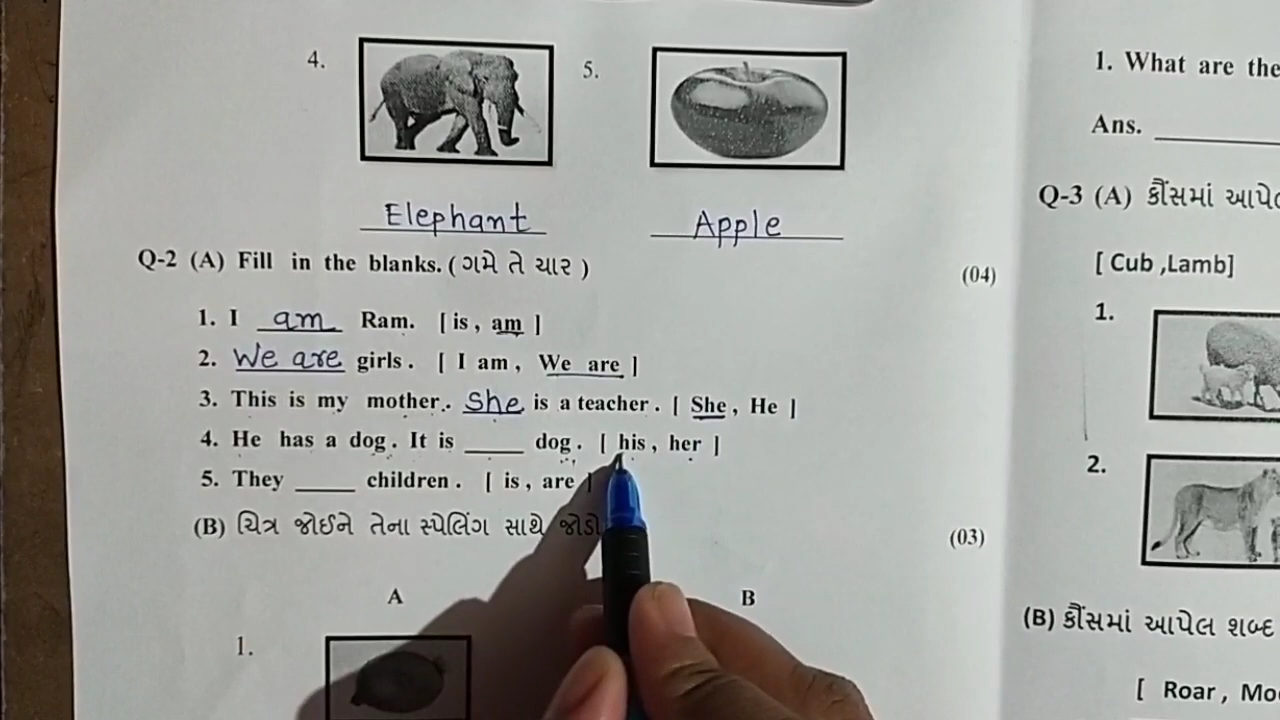 4.
5.
Elephant
Apple
Q-2 (A) Fill in the blanks. (ગમે તે ચાર)
(04)
1. I am Ram. [ is , am ]
2. We are girls. [ I am , We are ]
3. This is my mother. She is a teacher. [ She , He ]
4. He has a dog. It is ____ dog. [ his , her ]
5. They ____ children. [ is , are ]
(B) ચિત્ર જોઈને તેના સ્પેલિંગ સાથે જોડો
(03)
A
B
1.
1. What are the
Ans.
Q-3 (A) કૌંસમાં
[ Cub ,Lamb]
1.
2.
(B) કૌંસમાં આપેલ શબ્દ
[ Roar ,